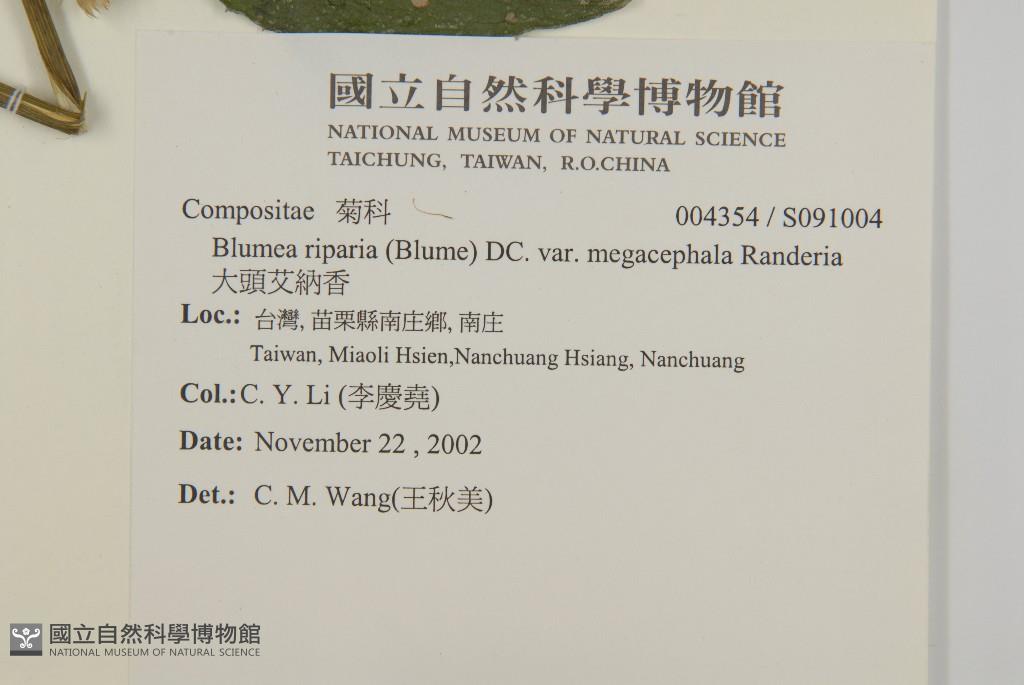 國立自然科學博物館
NATIONAL MUSEUM OF NATURAL SCIENCE
TAICHUNG, TAIWAN, R.O.CHINA
Compositae 菊科 004354 / S091004
Blumea riparia (Blume) DC. var. megacephala Randeria
大頭艾納香
Loc.: 台灣, 苗栗縣南庄鄉, 南庄
Taiwan, Miaoli Hsien,Nanchuang Hsiang, Nanchuang
Col.: C. Y. Li (李慶堯)
Date: November 22 , 2002
Det.: C. M. Wang(王秋美)
國立自然科學博物館
NATIONAL MUSEUM OF NATURAL SCIENCE